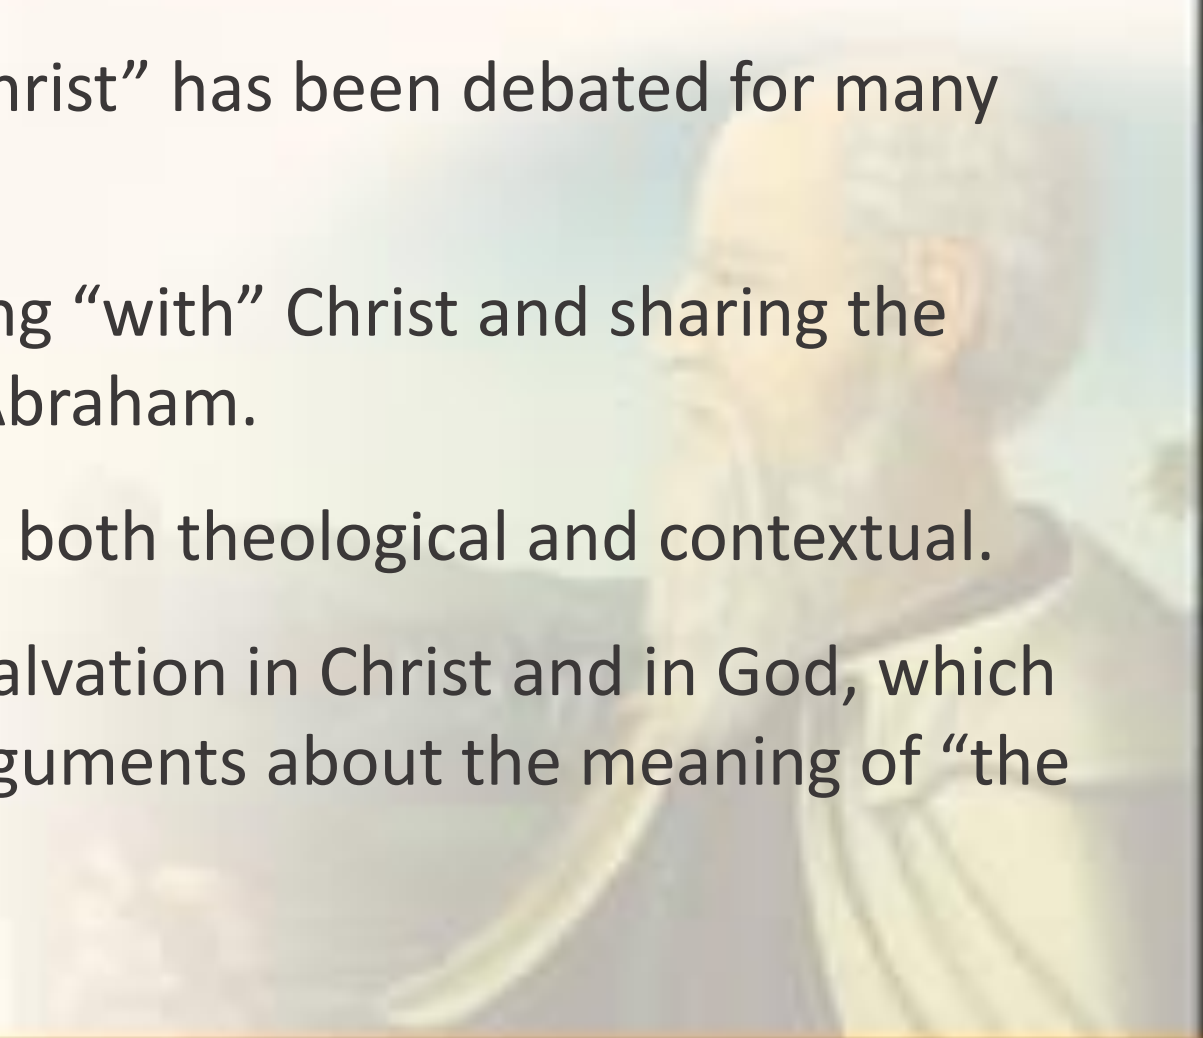 hrist” has been debated for many
ng “with” Christ and sharing the
Abraham.
both theological and contextual.
alvation in Christ and in God, which
guments about the meaning of “the